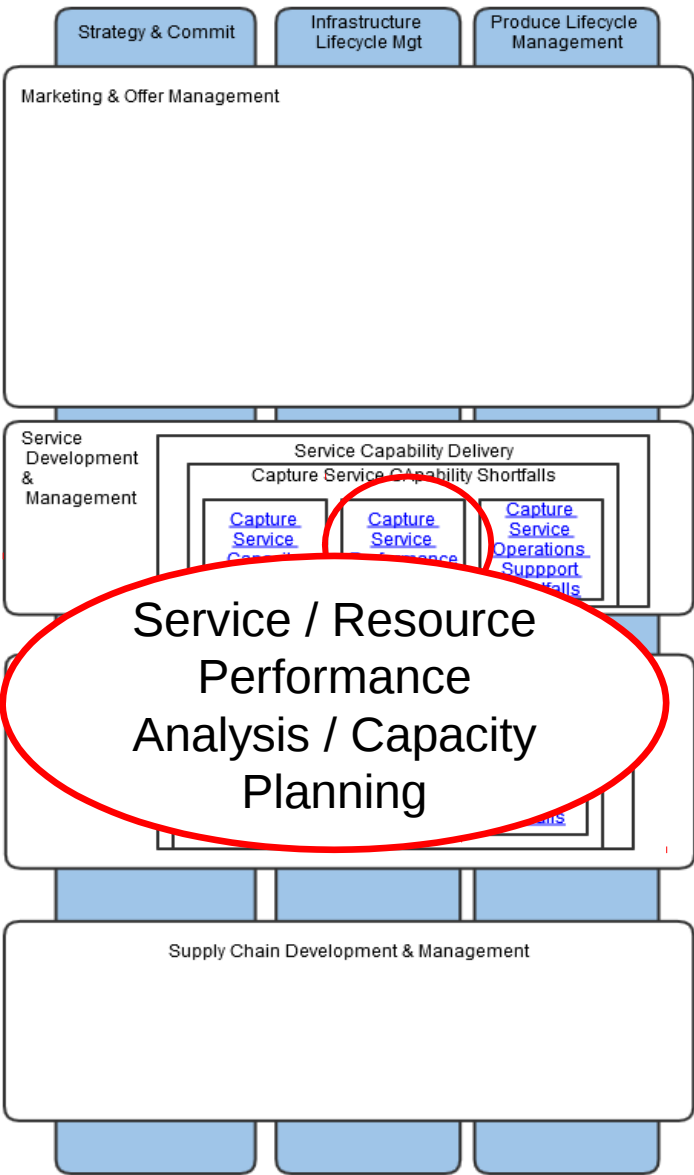 Strategy & Commit
Infrastructure
Lifecycle Mgt
Produce Lifecycle
Management
Marketing & Offer Management
Service
Development
&
Management
Service Capability Delivery
Capture Service CApability Shortfalls
Capture
Service
Capture
Service
Performance
Capture
Service
Operations
Suppport
Service / Resource
Performance
Analysis / Capacity
Planning
Supply Chain Development & Management